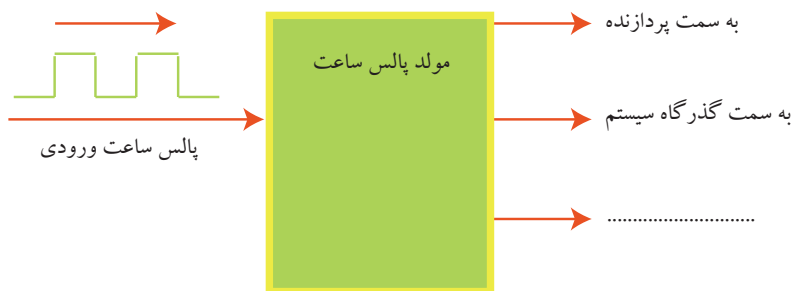 به سمت پردازنده
مولد پالس ساعت
به سمت گذرگاه سیستم
پالس ساعت ورودی
.............................